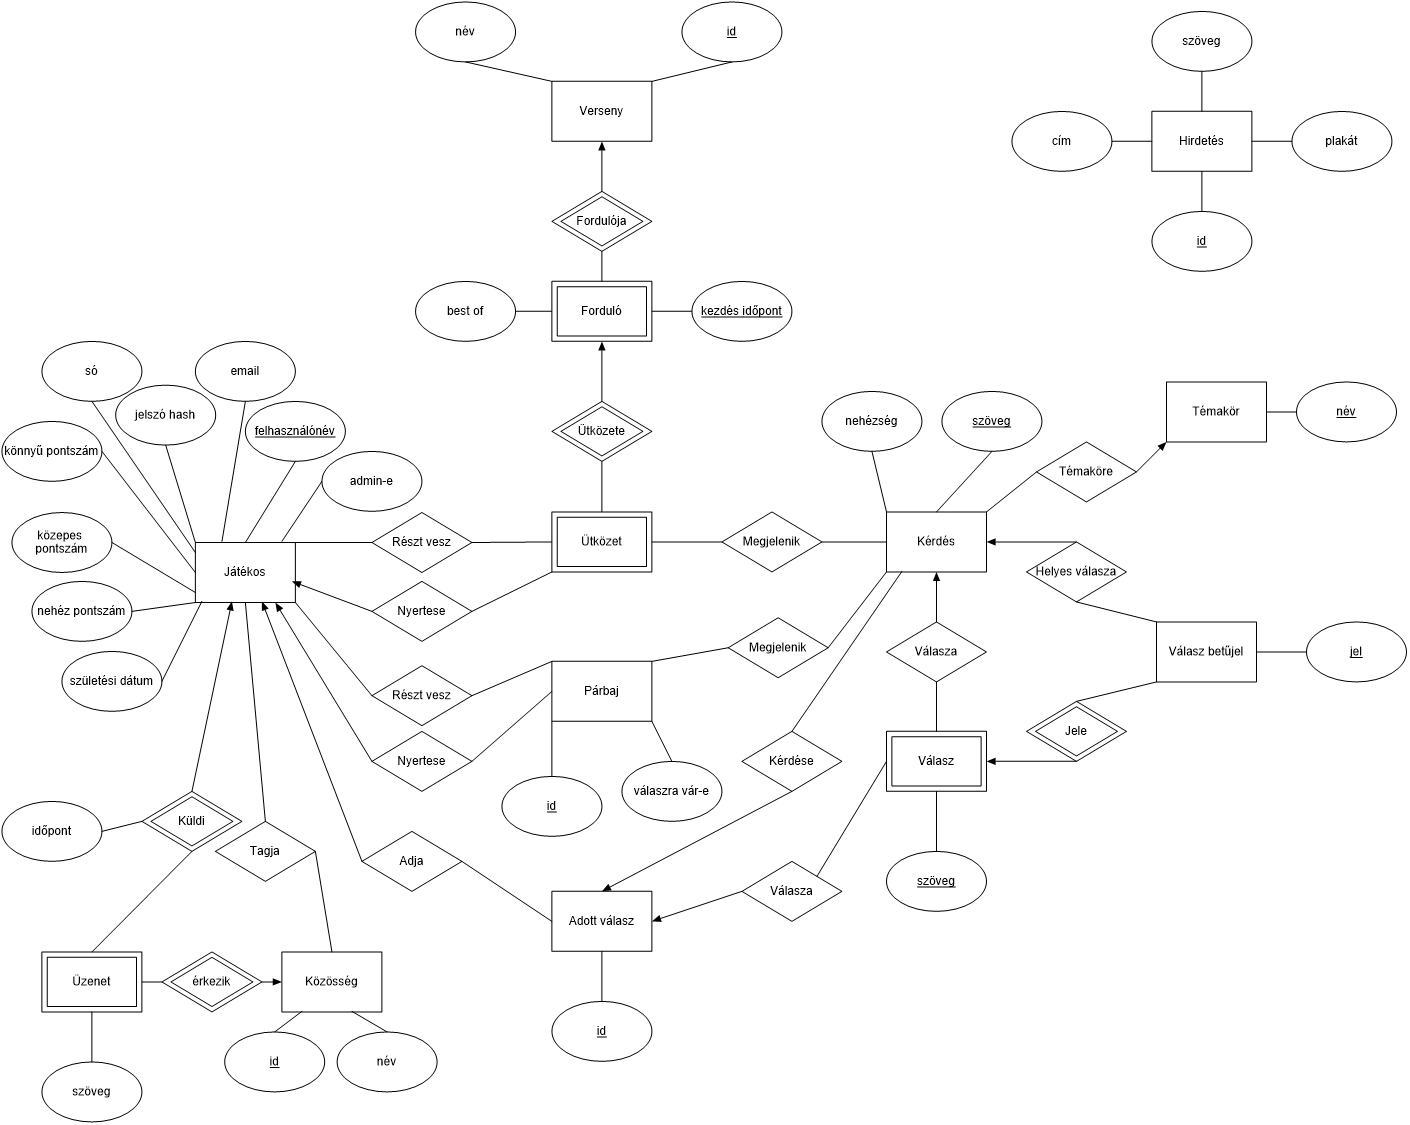 név
id
szöveg
Verseny
cím
Hirdetés
plakát
Fordulója
id
best of
Forduló
kezdés időpont
só
email
jelszó hash
felhasználónév
könnyű pontszám
admin-e
Ütközete
nehézség
szöveg
Témakör
név
Témaköre
közepes
pontszám
Játékos
Részt vesz
Ütközet
Megjelenik
Kérdés
Helyes válasza
nehéz pontszám
Nyertese
születési dátum
Részt vesz
Párbaj
Megjelenik
Válasza
Válasz betűjel
jel
Nyertese
Kérdése
Válasz
Jele
id
válaszra vár-e
időpont
Küldi
Tagja
Adja
Válasza
szöveg
Adott válasz
Üzenet
érkezik
Közösség
id
szöveg
id
név